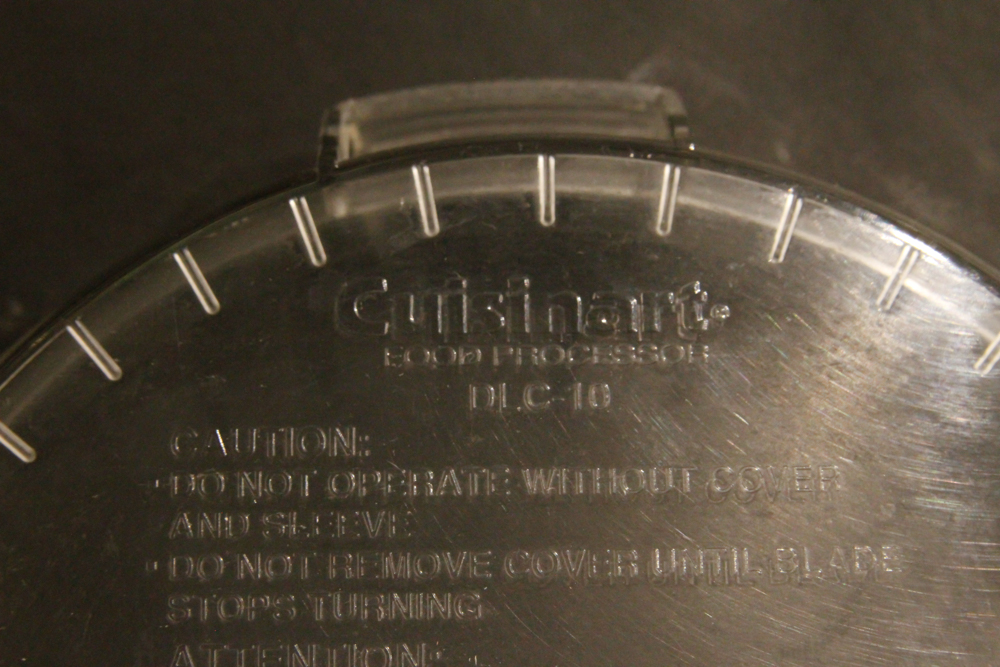 Cuisinart®
FOOD PROCESSOR
DLC-10
CAUTION:
·DO NOT OPERATE WITHOUT COVER
AND SLEEVE
·DO NOT REMOVE COVER UNTIL BLADE
STOPS TURNING
ATTENTION: